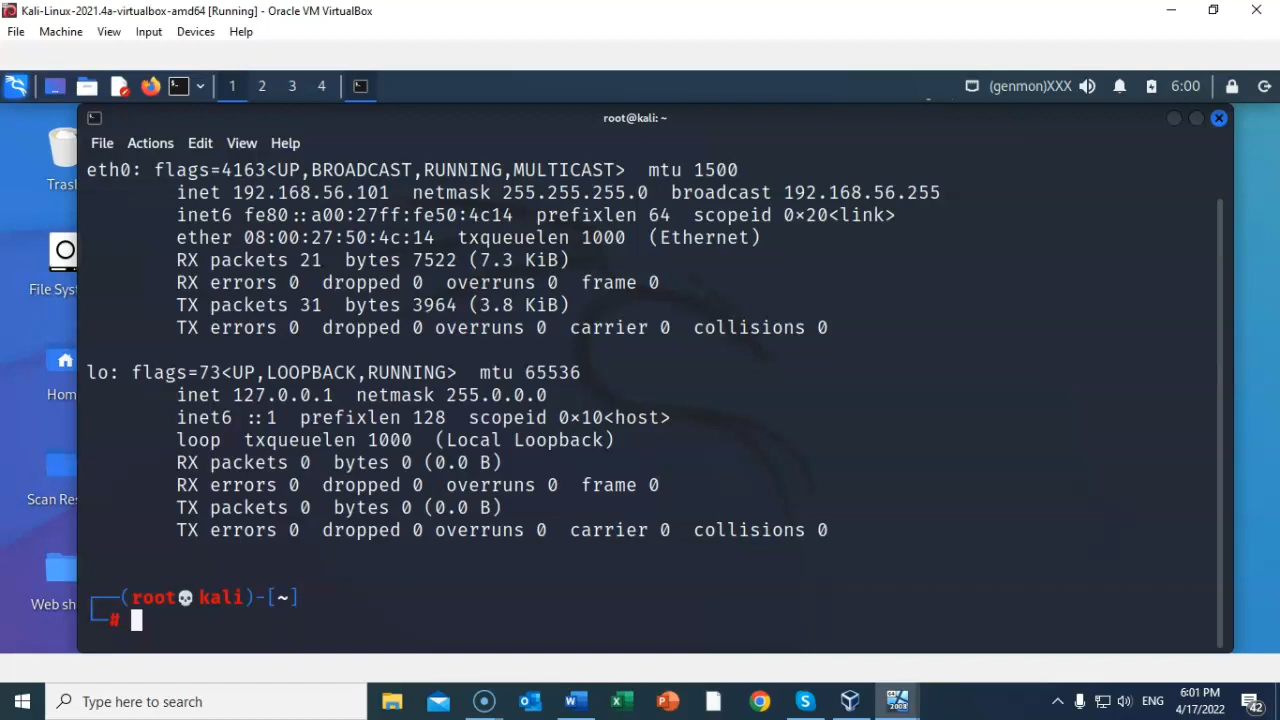 Kali-Linux-2021.4a-virtualbox-amd64 [Running] - Oracle VM VirtualBox
File Machine View Input Devices Help
1 2 3 4 (genmon)XXX 6:00
root@kali: ~
File Actions Edit View Help
Trash
File Sys
Home
Scan Res
Web sh
eth0: flags=4163<UP,BROADCAST,RUNNING,MULTICAST> mtu 1500
inet 192.168.56.101 netmask 255.255.255.0 broadcast 192.168.56.255
inet6 fe80::a00:27ff:fe50:4c14 prefixlen 64 scopeid 0×20<link>
ether 08:00:27:50:4c:14 txqueuelen 1000 (Ethernet)
RX packets 21 bytes 7522 (7.3 KiB)
RX errors 0 dropped 0 overruns 0 frame 0
TX packets 31 bytes 3964 (3.8 KiB)
TX errors 0 dropped 0 overruns 0 carrier 0 collisions 0
lo: flags=73<UP,LOOPBACK,RUNNING> mtu 65536
inet 127.0.0.1 netmask 255.0.0.0
inet6 ::1 prefixlen 128 scopeid 0×10<host>
loop txqueuelen 1000 (Local Loopback)
RX packets 0 bytes 0 (0.0 B)
RX errors 0 dropped 0 overruns 0 frame 0
TX packets 0 bytes 0 (0.0 B)
TX errors 0 dropped 0 overruns 0 carrier 0 collisions 0
┌──(root💀kali)-[~]
└─#
Type here to search
ENG
6:01 PM
4/17/2022
42